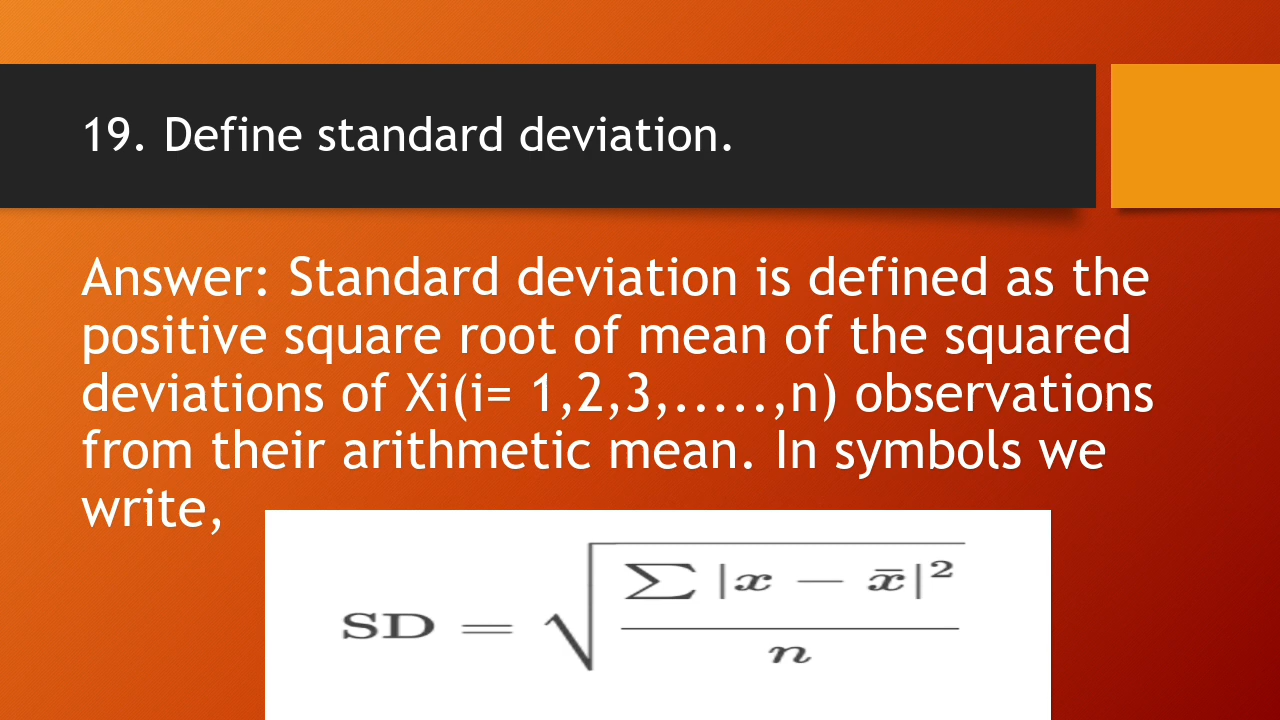 19. Define standard deviation.
Answer: Standard deviation is defined as the
positive square root of mean of the squared
deviations of Xi(i= 1,2,3,.....,n) observations
from their arithmetic mean. In symbols we
write,
SD = √(∑ |x − x̄|² / n)